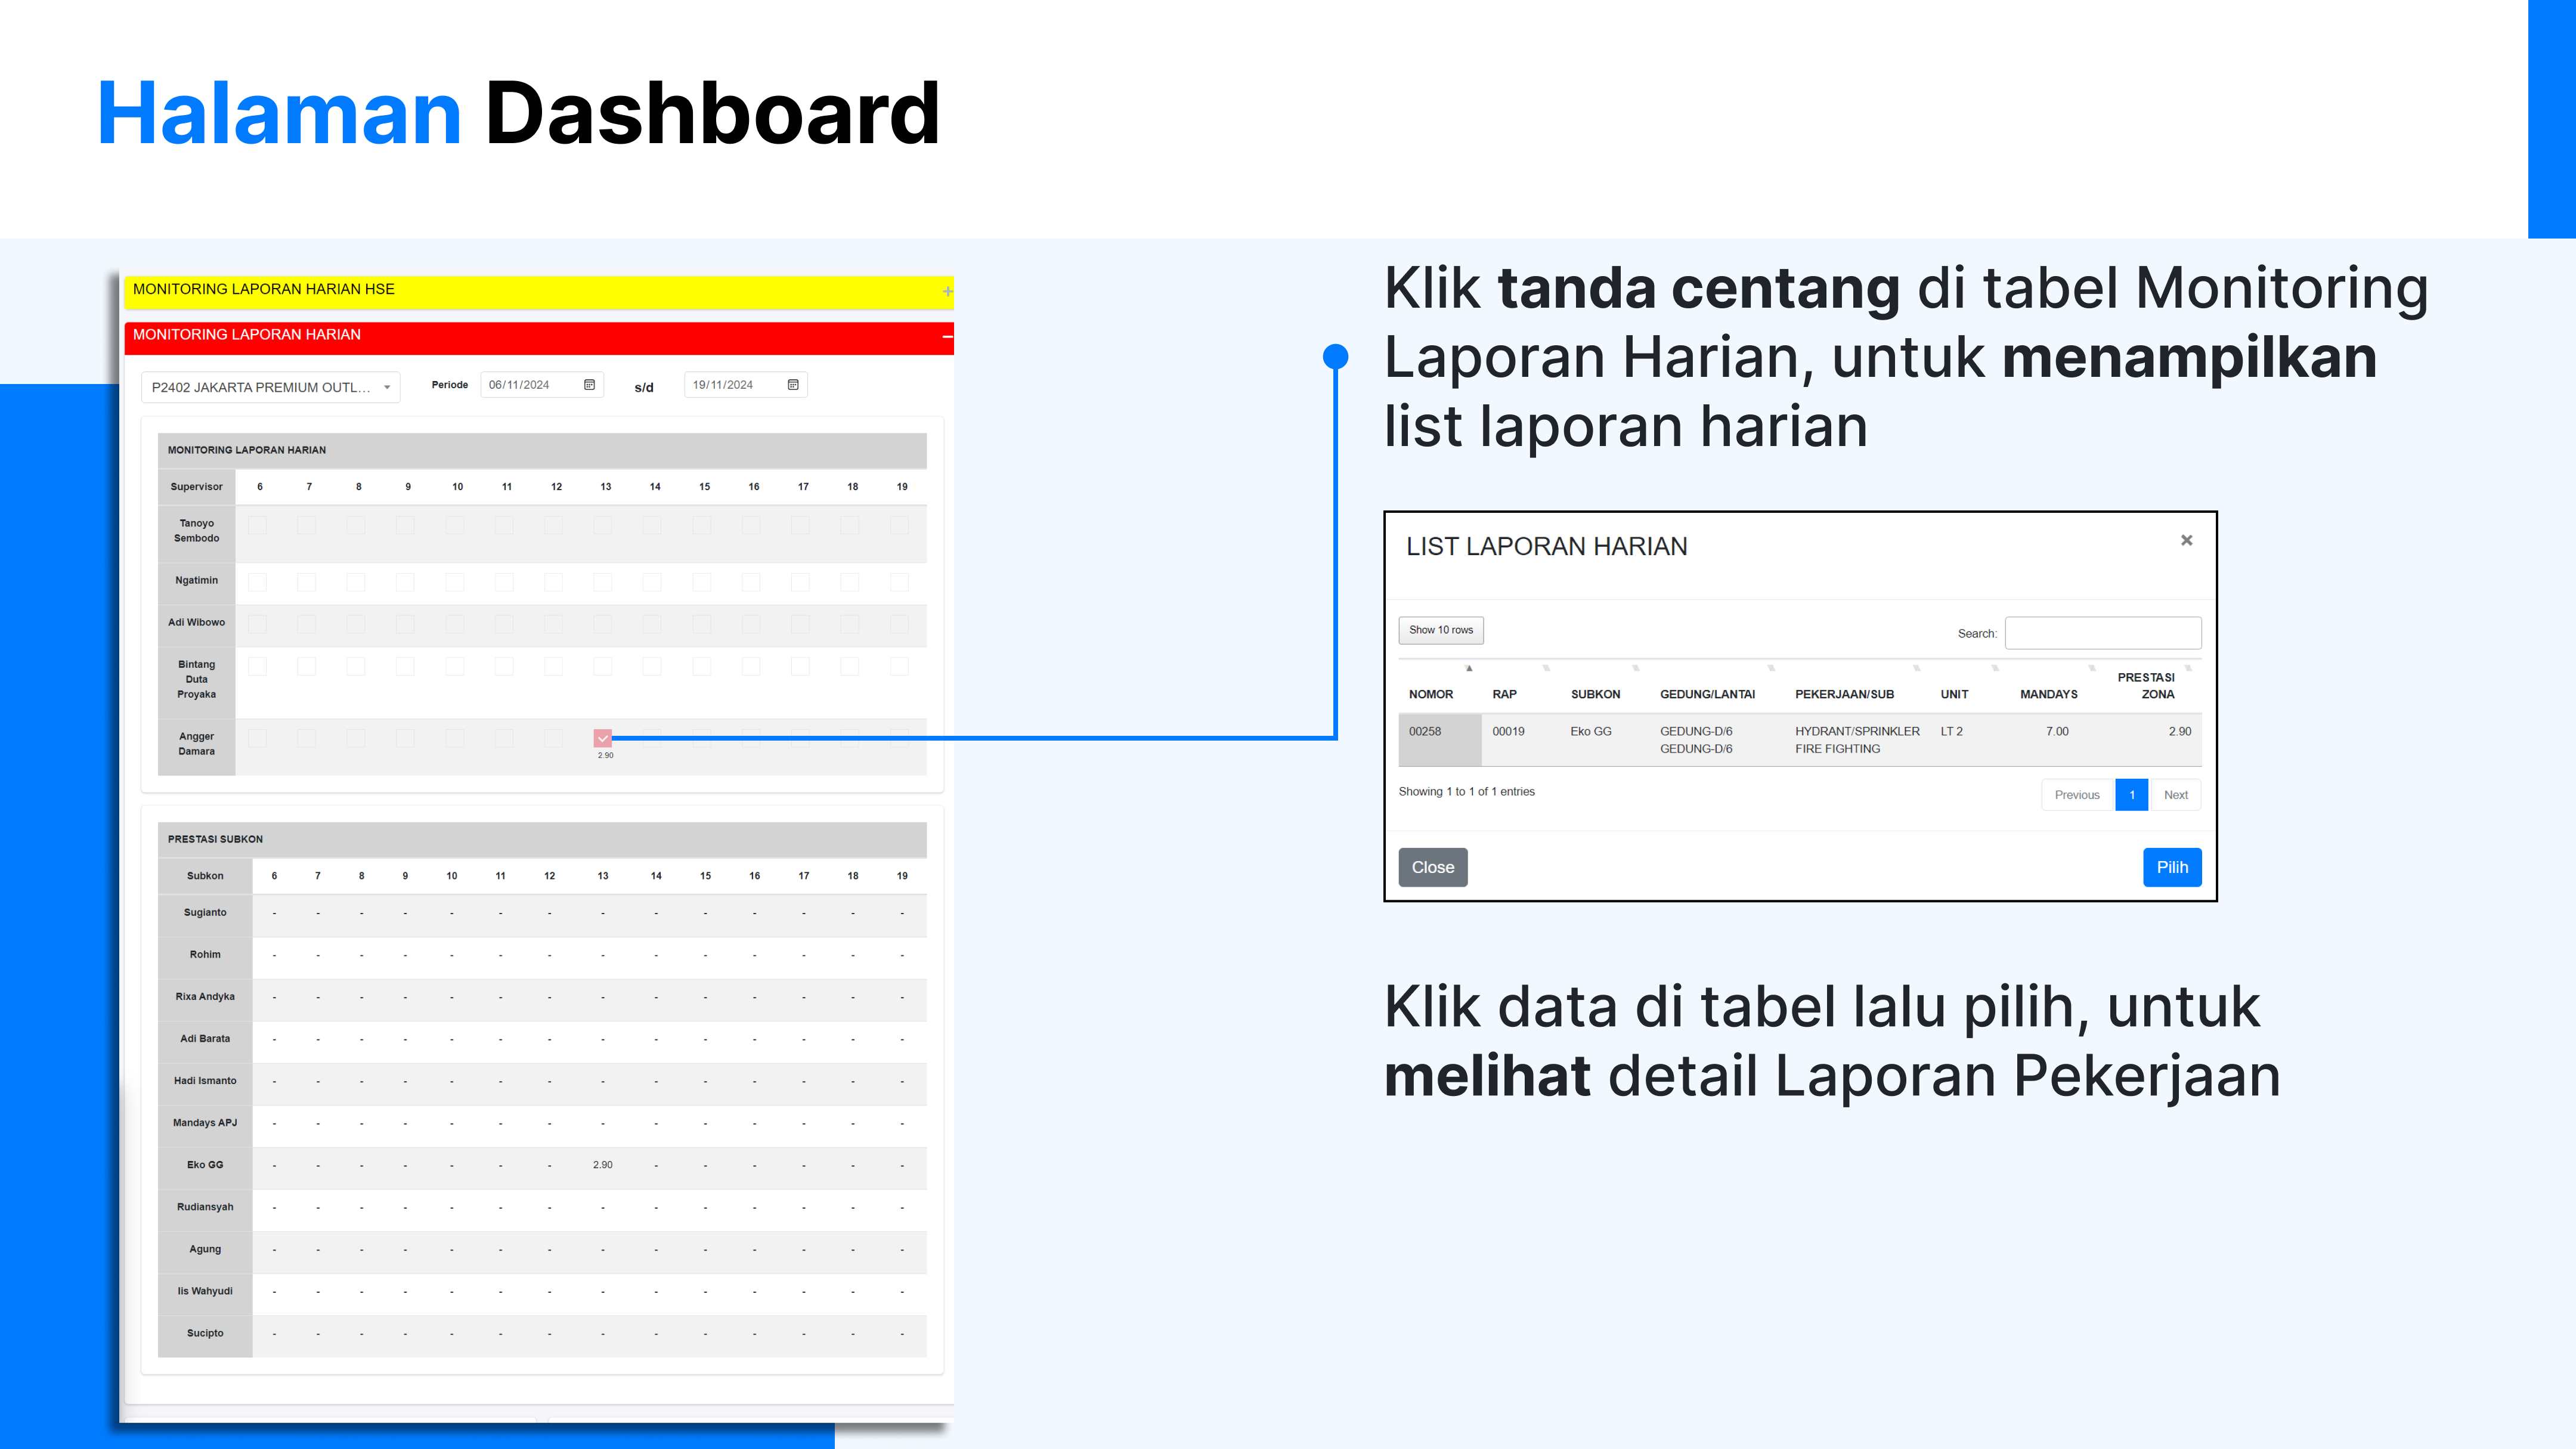 Halaman Dashboard
MONITORING LAPORAN HARIAN HSE +
MONITORING LAPORAN HARIAN −
P2402 JAKARTA PREMIUM OUTL... Periode 06/11/2024 s/d 19/11/2024
MONITORING LAPORAN HARIAN
Supervisor 6 7 8 9 10 11 12 13 14 15 16 17 18 19
Tanoyo
Sembodo
Ngatimin
Adi Wibowo
Bintang
Duta
Proyaka
Angger
Damara
2.90
PRESTASI SUBKON
Subkon 6 7 8 9 10 11 12 13 14 15 16 17 18 19
Sugianto - - - - - - - - - - - - - -
Rohim - - - - - - - - - - - - - -
Rixa Andyka - - - - - - - - - - - - - -
Adi Barata - - - - - - - - - - - - - -
Hadi Ismanto - - - - - - - - - - - - - -
Mandays APJ - - - - - - - - - - - - - -
Eko GG - - - - - - - 2.90 - - - - - -
Rudiansyah - - - - - - - - - - - - - -
Agung - - - - - - - - - - - - - -
Iis Wahyudi - - - - - - - - - - - - - -
Sucipto - - - - - - - - - - - - - -
Klik tanda centang di tabel Monitoring
Laporan Harian, untuk menampilkan
list laporan harian
LIST LAPORAN HARIAN ×
Show 10 rows Search:
NOMOR RAP SUBKON GEDUNG/LANTAI PEKERJAAN/SUB UNIT MANDAYS PRESTASI
ZONA
00258 00019 Eko GG GEDUNG-D/6 HYDRANT/SPRINKLER LT 2 7.00 2.90
GEDUNG-D/6 FIRE FIGHTING
Showing 1 to 1 of 1 entries Previous 1 Next
Close Pilih
Klik data di tabel lalu pilih, untuk
melihat detail Laporan Pekerjaan